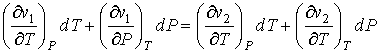 (∂v₁/∂T)_P dT + (∂v₁/∂P)_T dP = (∂v₂/∂T)_P dT + (∂v₂/∂T)_T dP